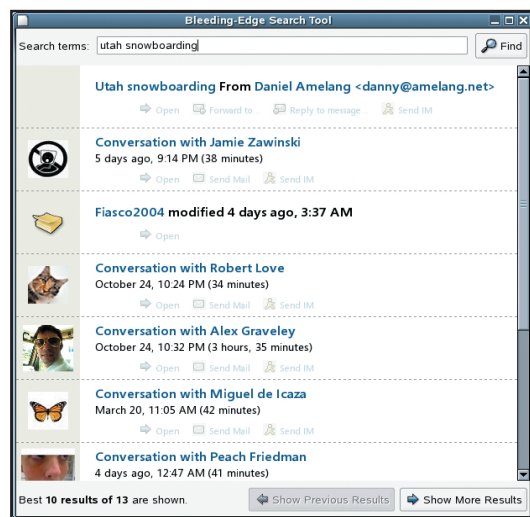 Bleeding-Edge Search Tool
Search terms: utah snowboarding Find
Utah snowboarding From Daniel Amelang <danny@amelang.net>
Open Forward to... Reply to message... Send IM
Conversation with Jamie Zawinski
5 days ago, 9:14 PM (38 minutes)
Open Send Mail Send IM
Fiasco2004 modified 4 days ago, 3:37 AM
Open
Conversation with Robert Love
October 24, 10:24 PM (34 minutes)
Open Send Mail Send IM
Conversation with Alex Graveley
October 24, 10:32 PM (3 hours, 35 minutes)
Open Send Mail Send IM
Conversation with Miguel de Icaza
March 20, 11:05 AM (42 minutes)
Open Send Mail Send IM
Conversation with Peach Friedman
4 days ago, 12:47 AM (41 minutes)
Best 10 results of 13 are shown. Show Previous Results Show More Results